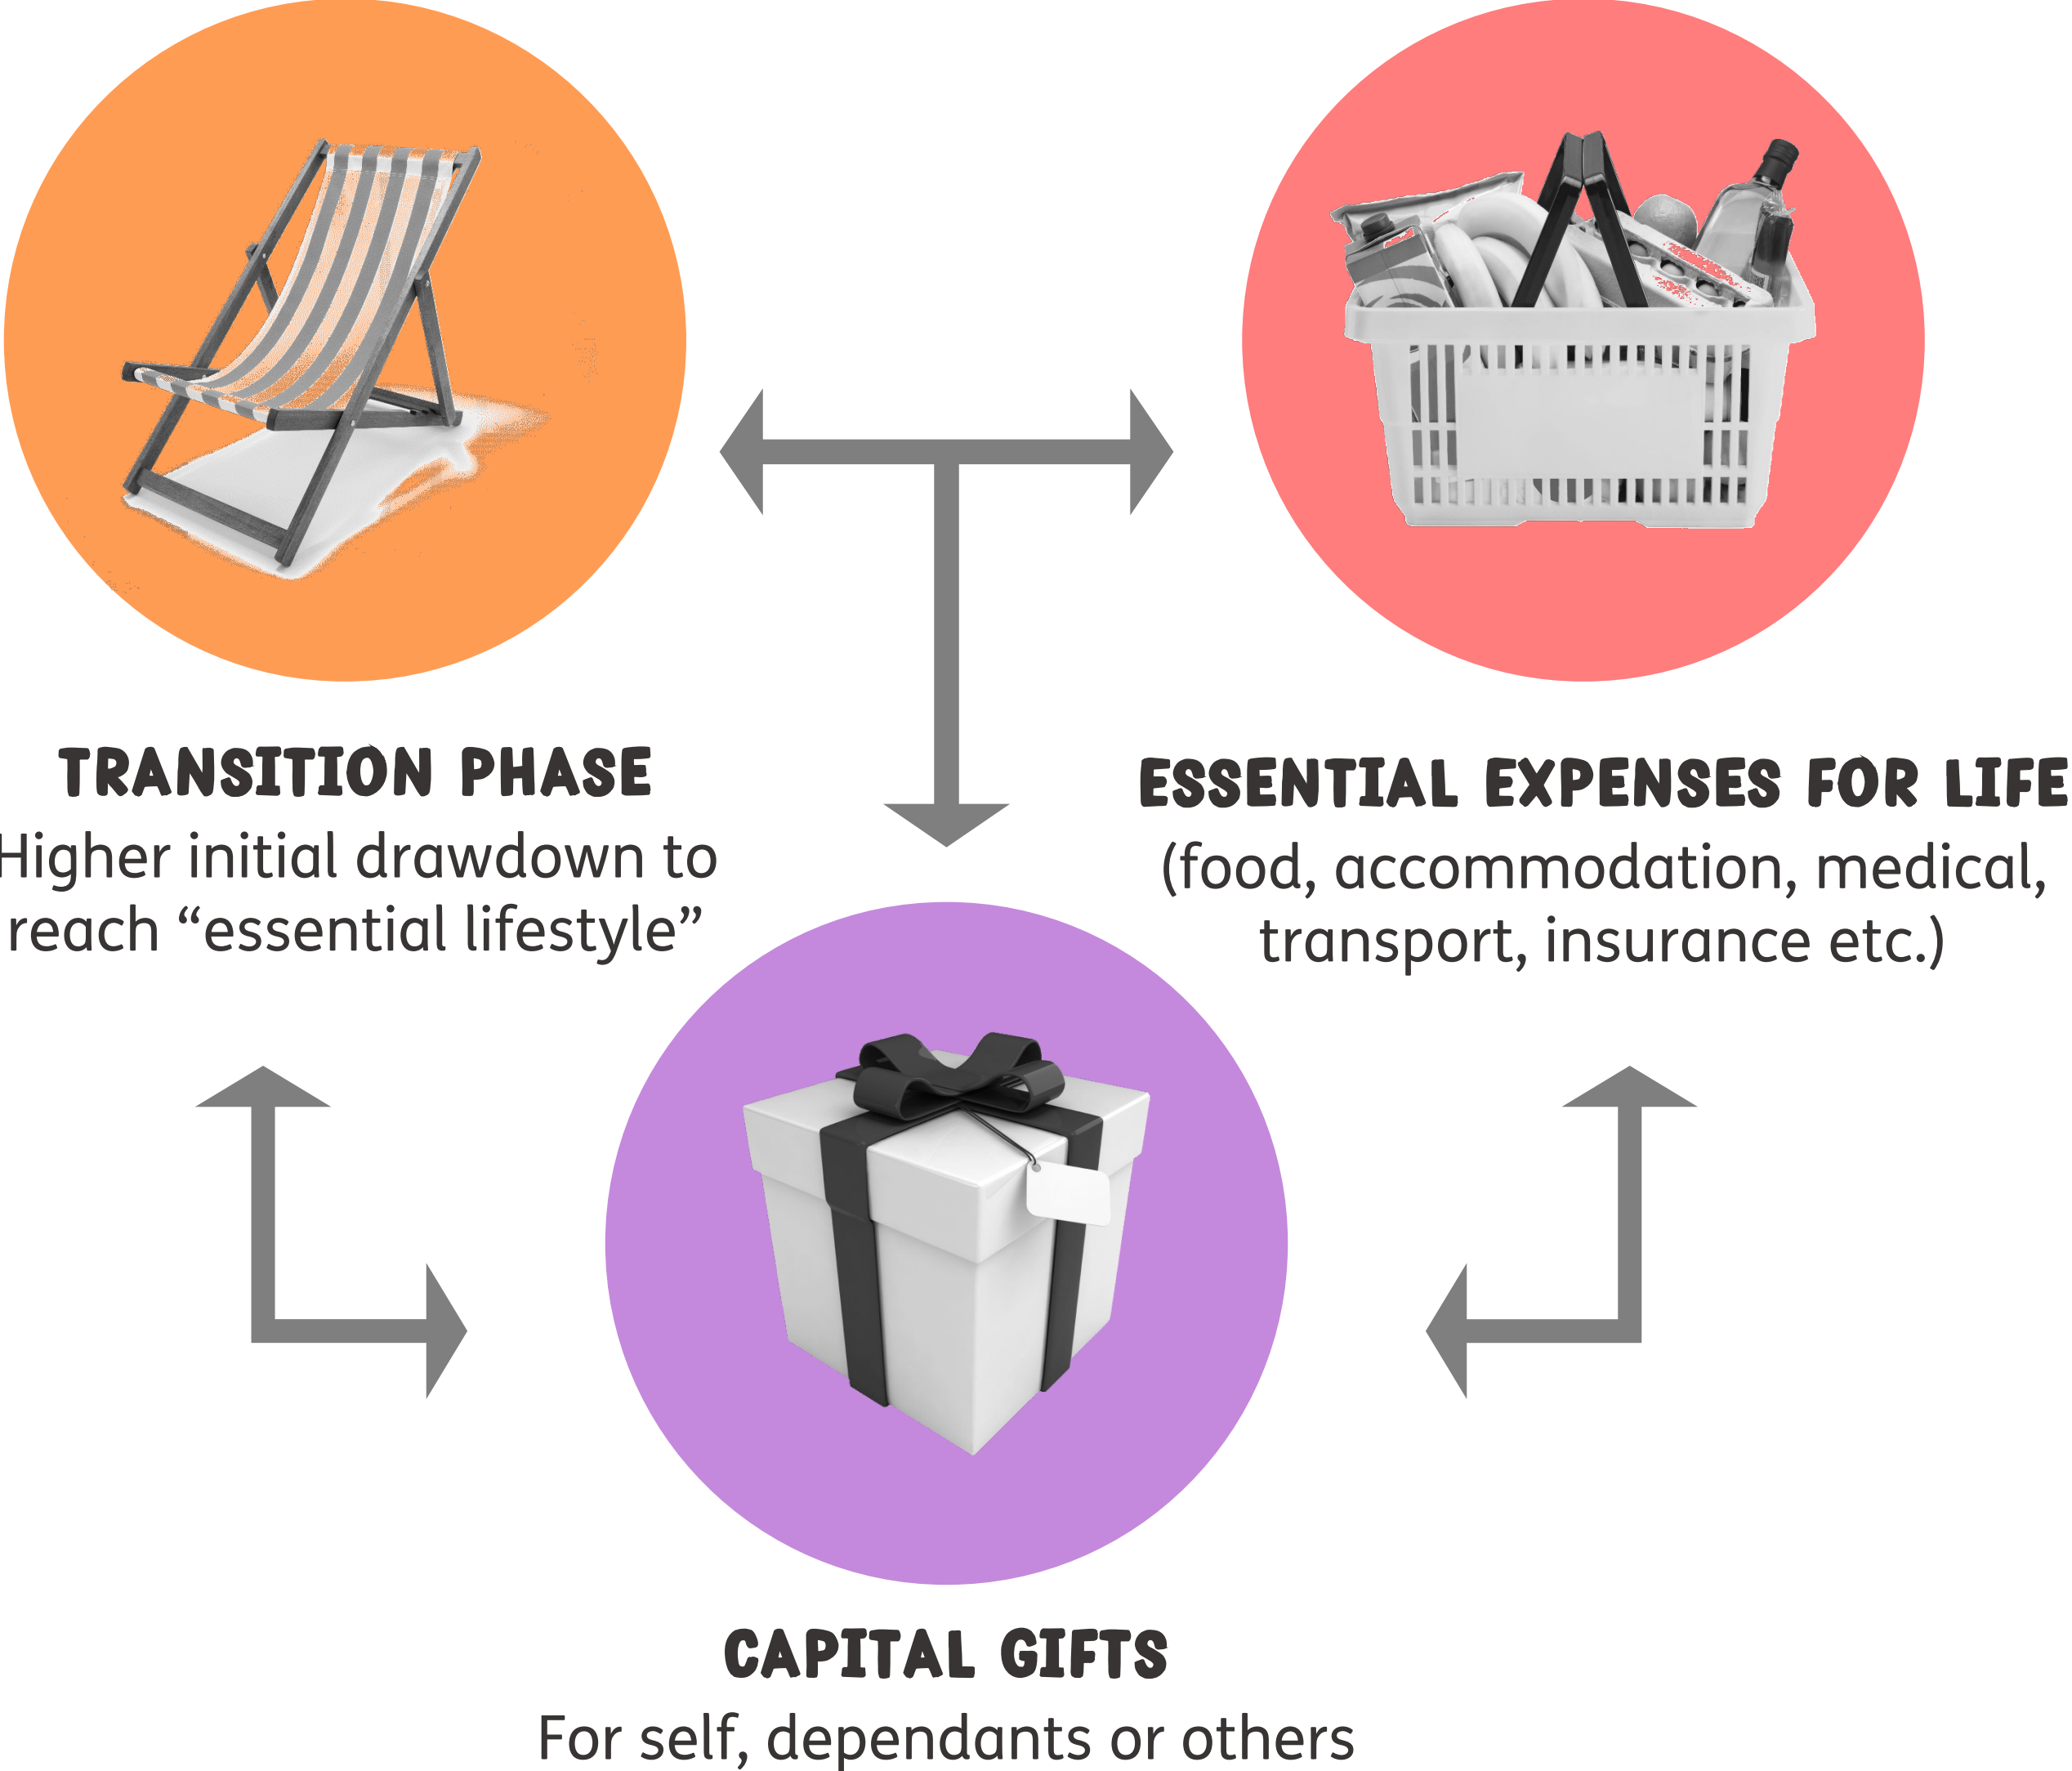 TRANSITION PHASE
Higher initial drawdown to
reach “essential lifestyle”
ESSENTIAL EXPENSES FOR LIFE
(food, accommodation, medical,
transport, insurance etc.)
CAPITAL GIFTS
For self, dependants or others